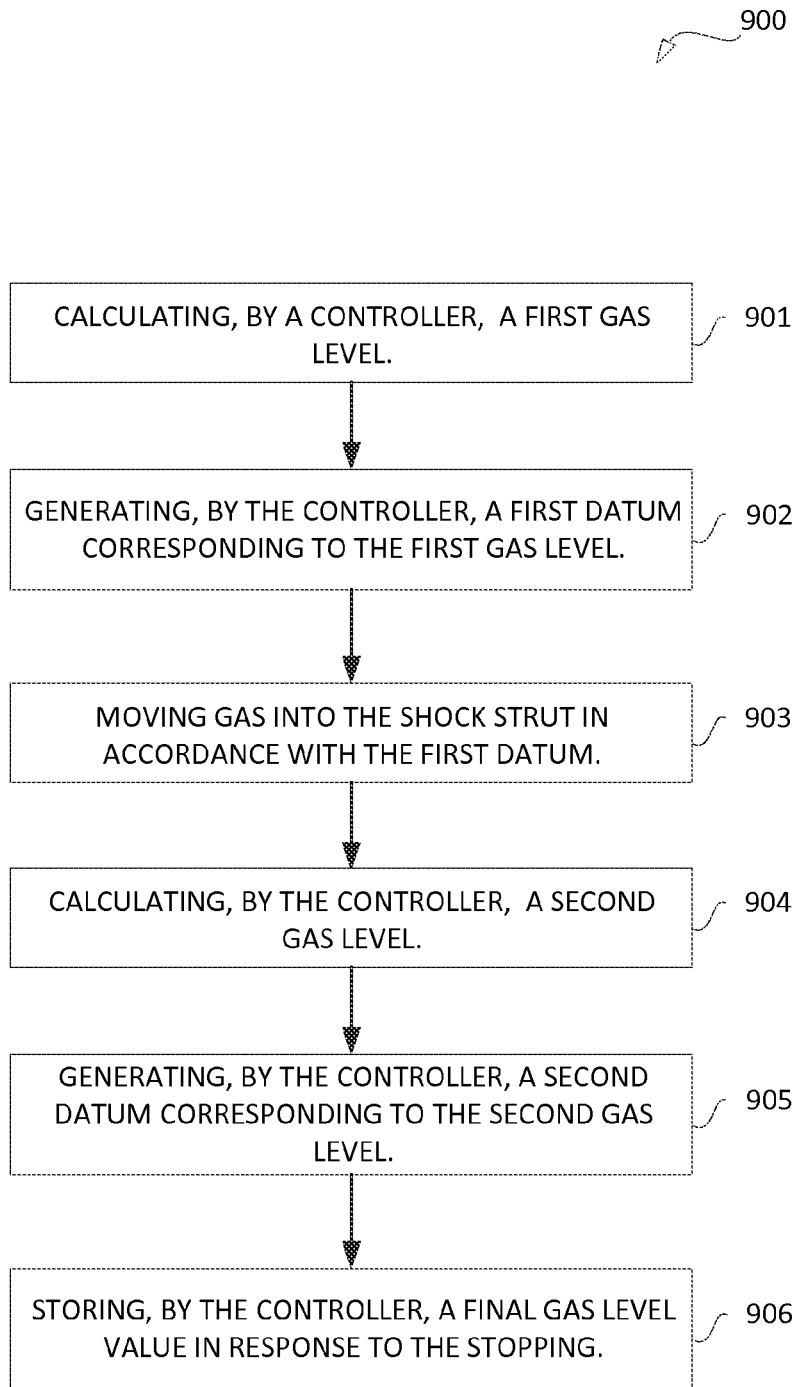 900
CALCULATING, BY A CONTROLLER, A FIRST GAS
LEVEL.
901
GENERATING, BY THE CONTROLLER, A FIRST DATUM
CORRESPONDING TO THE FIRST GAS LEVEL.
902
MOVING GAS INTO THE SHOCK STRUT IN
ACCORDANCE WITH THE FIRST DATUM.
903
CALCULATING, BY THE CONTROLLER, A SECOND
GAS LEVEL.
904
GENERATING, BY THE CONTROLLER, A SECOND
DATUM CORRESPONDING TO THE SECOND GAS
LEVEL.
905
STORING, BY THE CONTROLLER, A FINAL GAS LEVEL
VALUE IN RESPONSE TO THE STOPPING.
906